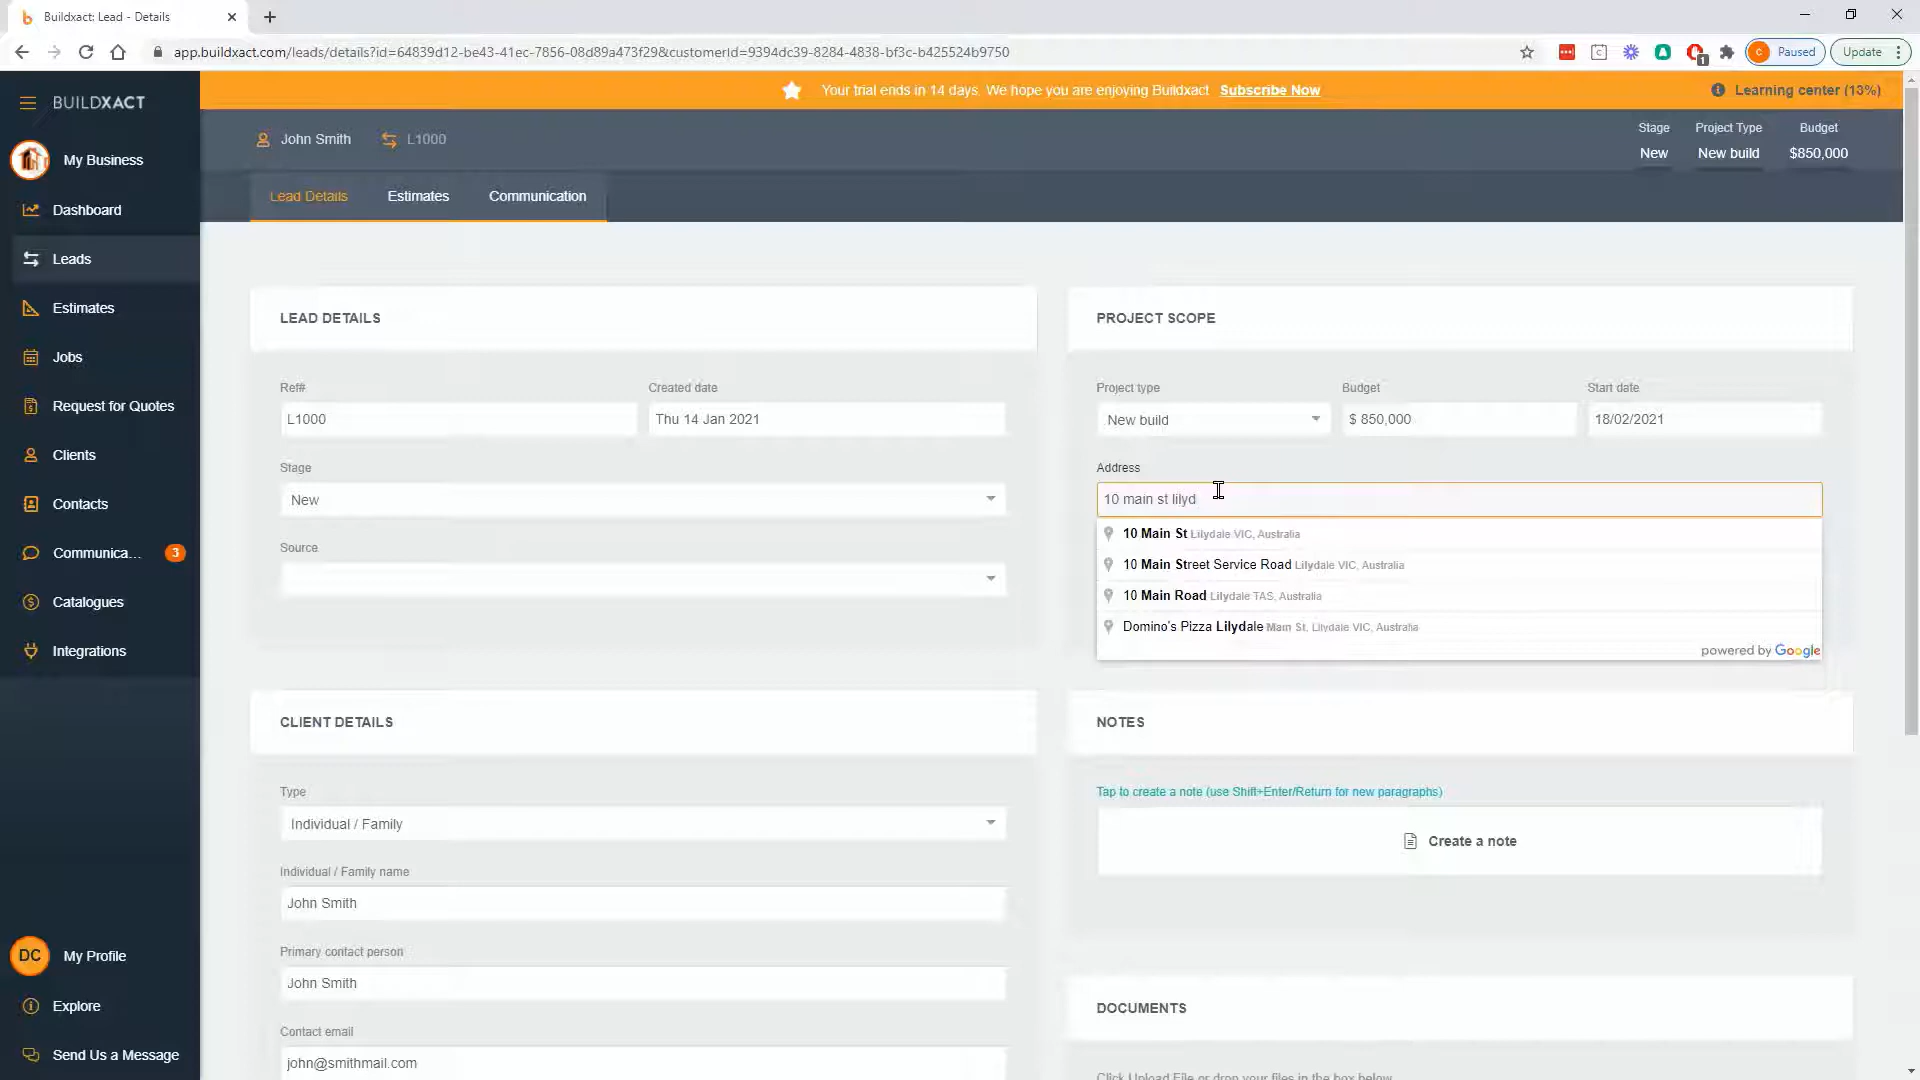 Buildxact: Lead - Details
app.buildxact.com/leads/details?id=64839d12-be43-41ec-7856-08d89a473f29&customerId=9394dc39-8284-4838-bf3c-b425524b9750
C Paused
Update
1
BUILDXACT
Your trial ends in 14 days. We hope you are enjoying Buildxact Subscribe Now
Learning center (13%)
My Business
Dashboard
Leads
Estimates
Jobs
Request for Quotes
Clients
Contacts
Communica... 3
Catalogues
Integrations
DC My Profile
Explore
Send Us a Message
John Smith L1000
Stage Project Type Budget
New New build $850,000
Lead Details Estimates Communication
LEAD DETAILS
Ref# Created date
L1000 Thu 14 Jan 2021
Stage
New
Source
PROJECT SCOPE
Project type Budget Start date
New build $ 850,000 18/02/2021
Address
10 main st lilyd
10 Main St Lilydale VIC, Australia
10 Main Street Service Road Lilydale VIC, Australia
10 Main Road Lilydale TAS, Australia
Domino's Pizza Lilydale Main St, Lilydale VIC, Australia
powered by Google
CLIENT DETAILS
Type
Individual / Family
Individual / Family name
John Smith
Primary contact person
John Smith
Contact email
john@smithmail.com
NOTES
Tap to create a note (use Shift+Enter/Return for new paragraphs)
Create a note
DOCUMENTS
Click Upload File or drop your files in the box below